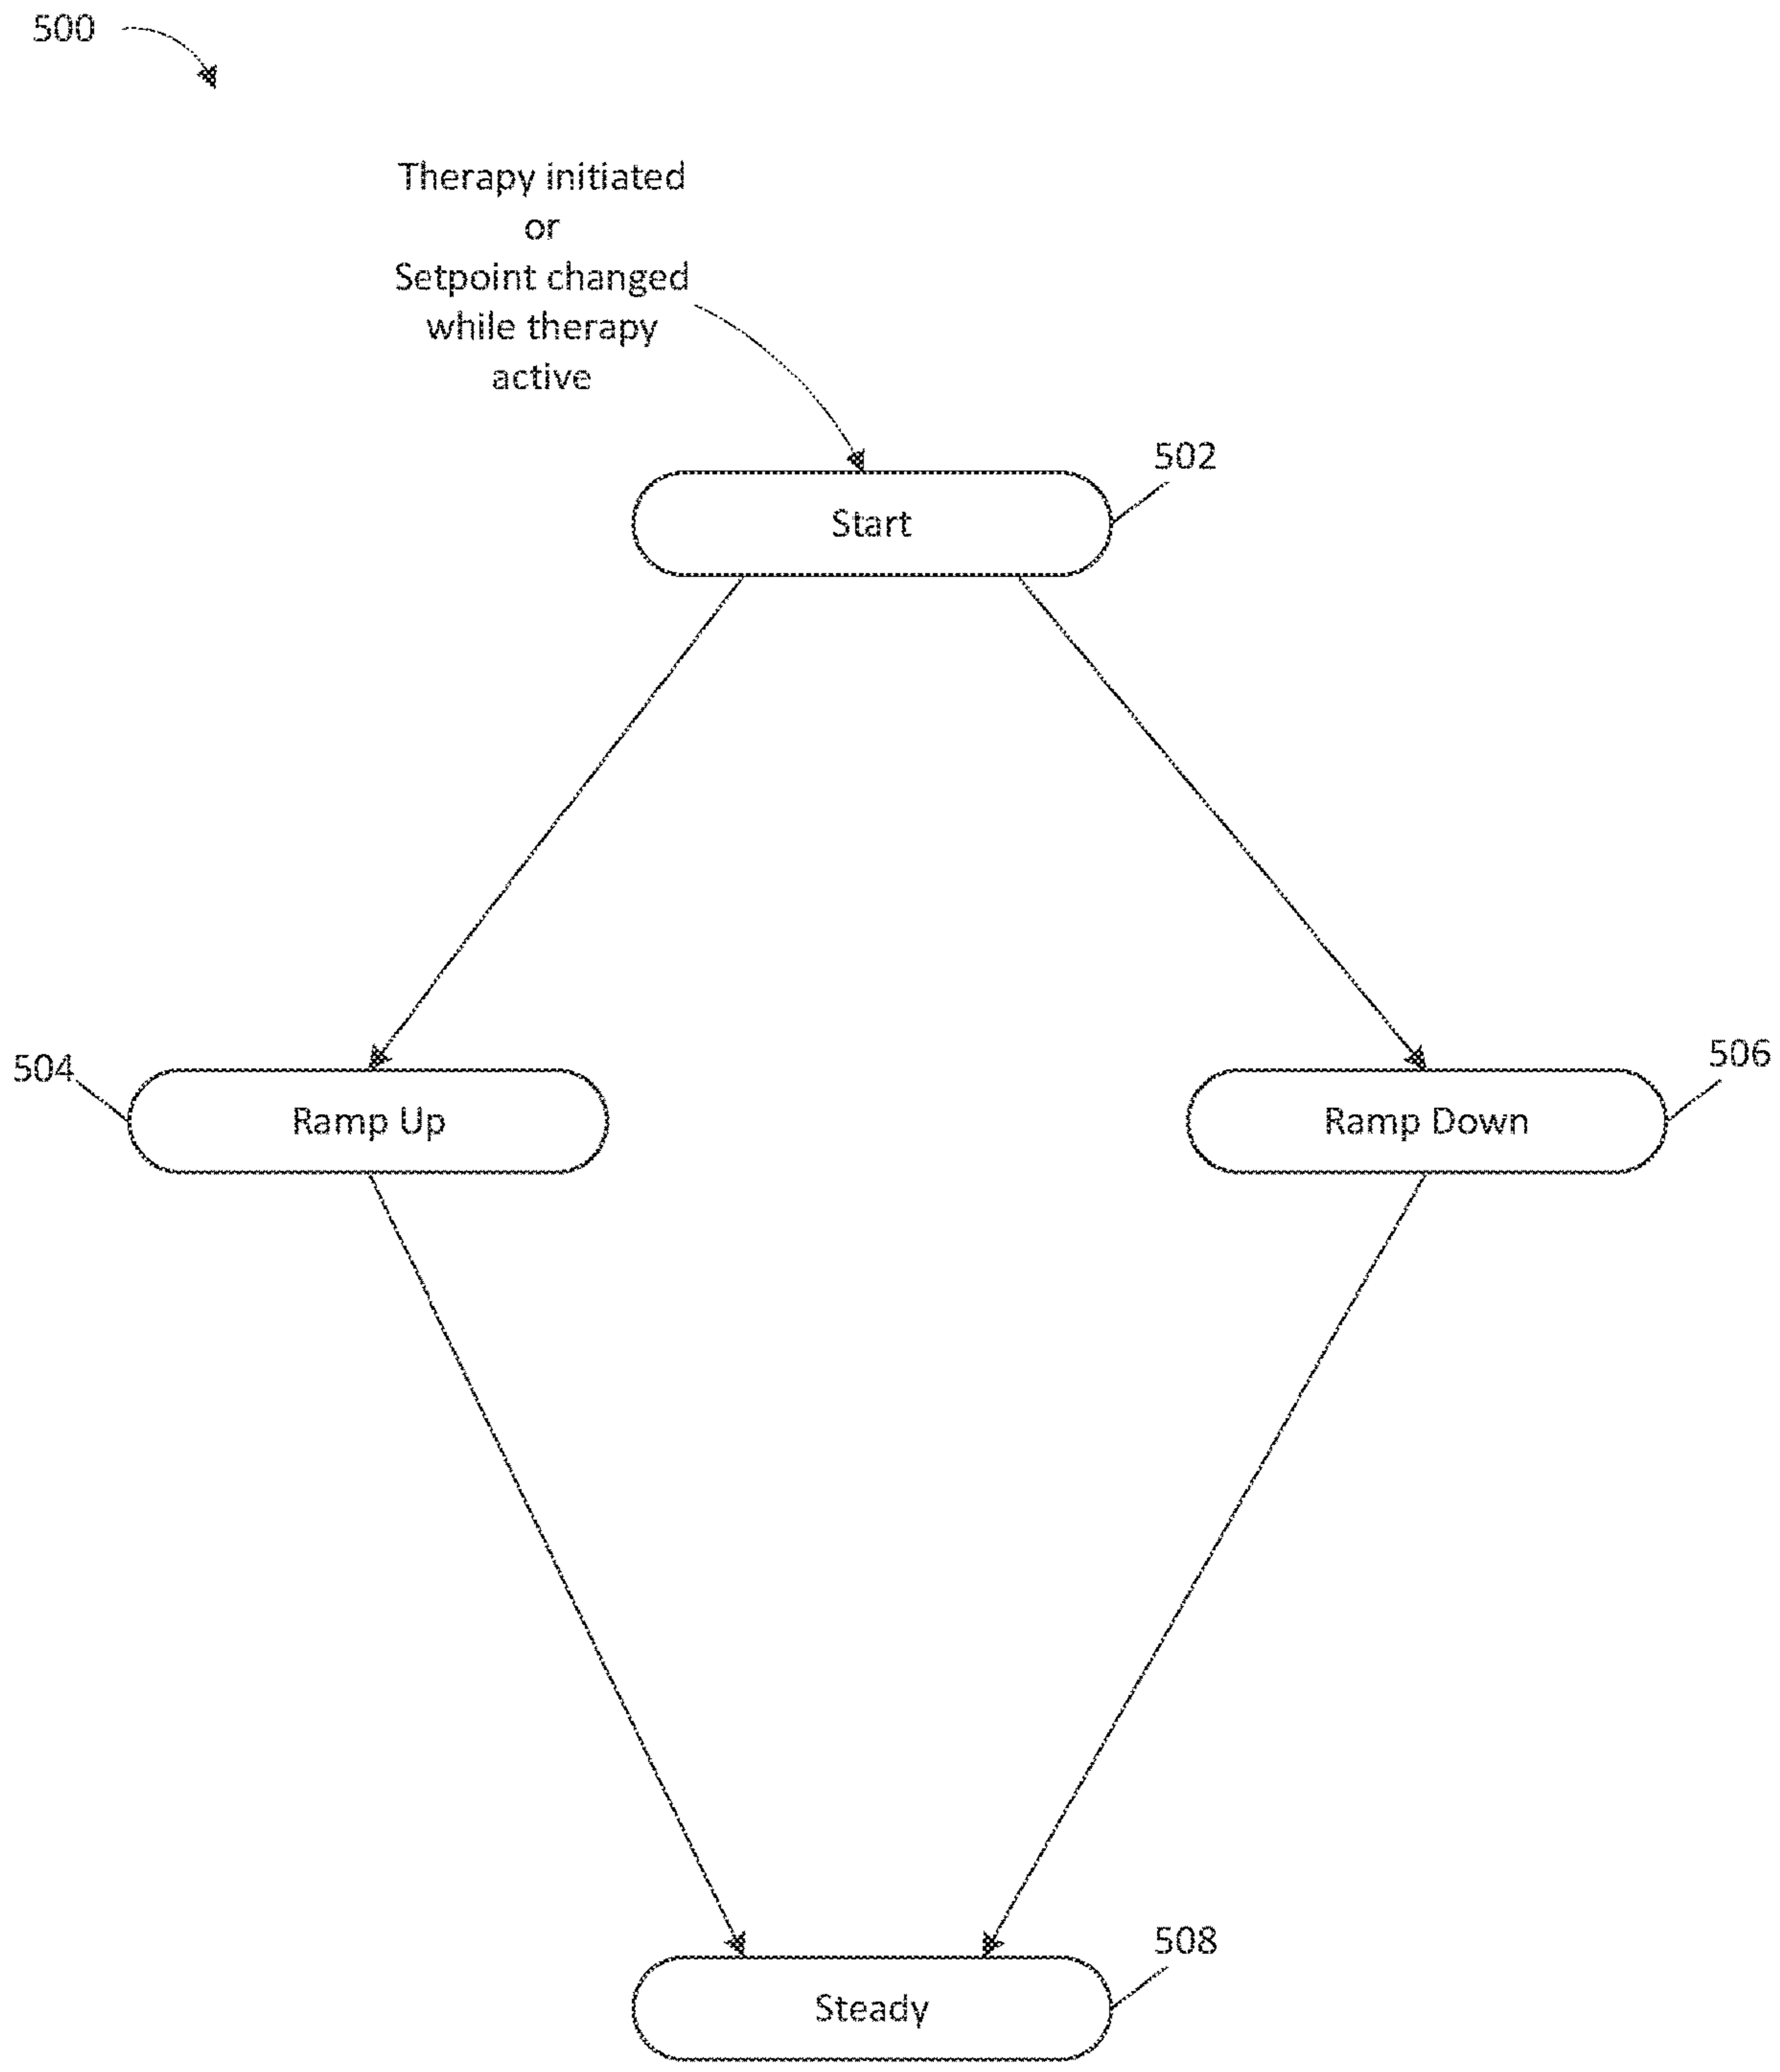 500
Therapy initiated
or
Setpoint changed
while therapy
active
502
Start
504
Ramp Up
506
Ramp Down
508
Steady